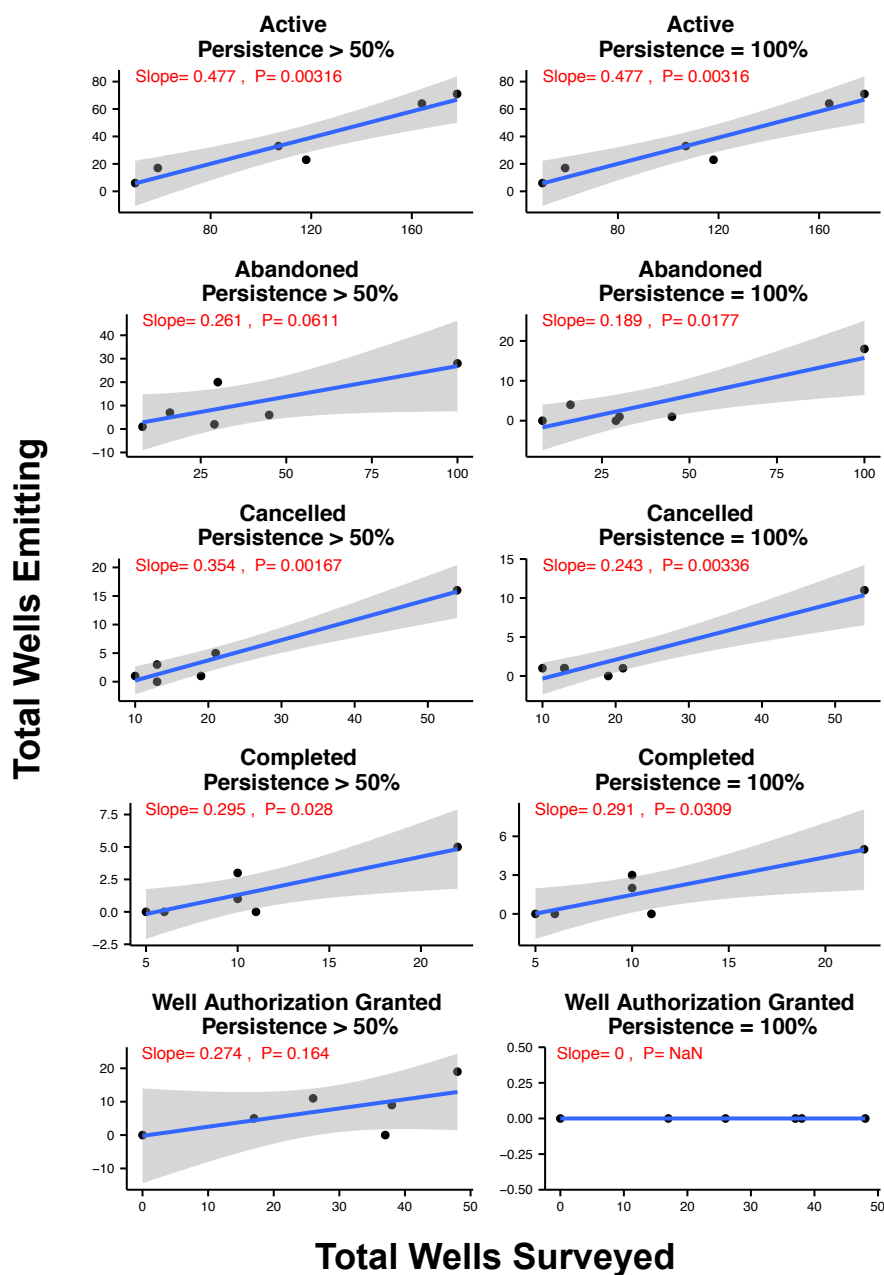 Total Wells Emitting
Active
Persistence > 50%
Slope= 0.477 , P= 0.00316
80
60
40
20
0
80
120
160
Active
Persistence = 100%
Slope= 0.477 , P= 0.00316
80
60
40
20
0
80
120
160
Abandoned
Persistence > 50%
Slope= 0.261 , P= 0.0611
40
30
20
10
0
−10
25
50
75
100
Abandoned
Persistence = 100%
Slope= 0.189 , P= 0.0177
20
10
0
25
50
75
100
Cancelled
Persistence > 50%
Slope= 0.354 , P= 0.00167
20
15
10
5
0
10
20
30
40
50
Cancelled
Persistence = 100%
Slope= 0.243 , P= 0.00336
15
10
5
0
10
20
30
40
50
Completed
Persistence > 50%
Slope= 0.295 , P= 0.028
7.5
5.0
2.5
0.0
−2.5
5
10
15
20
Completed
Persistence = 100%
Slope= 0.291 , P= 0.0309
6
3
0
5
10
15
20
Well Authorization Granted
Persistence > 50%
Slope= 0.274 , P= 0.164
20
10
0
−10
0
10
20
30
40
50
Well Authorization Granted
Persistence = 100%
Slope= 0 , P= NaN
0.50
0.25
0.00
−0.25
−0.50
0
10
20
30
40
50
Total Wells Surveyed